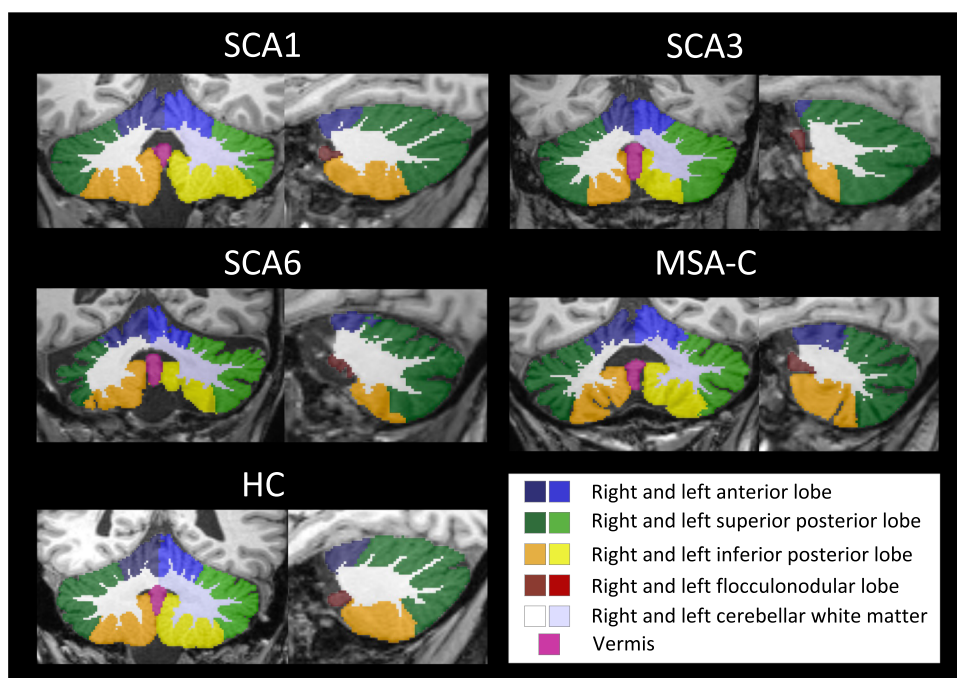 SCA1
SCA3
SCA6
MSA-C
HC
Right and left anterior lobe
Right and left superior posterior lobe
Right and left inferior posterior lobe
Right and left flocculonodular lobe
Right and left cerebellar white matter
Vermis